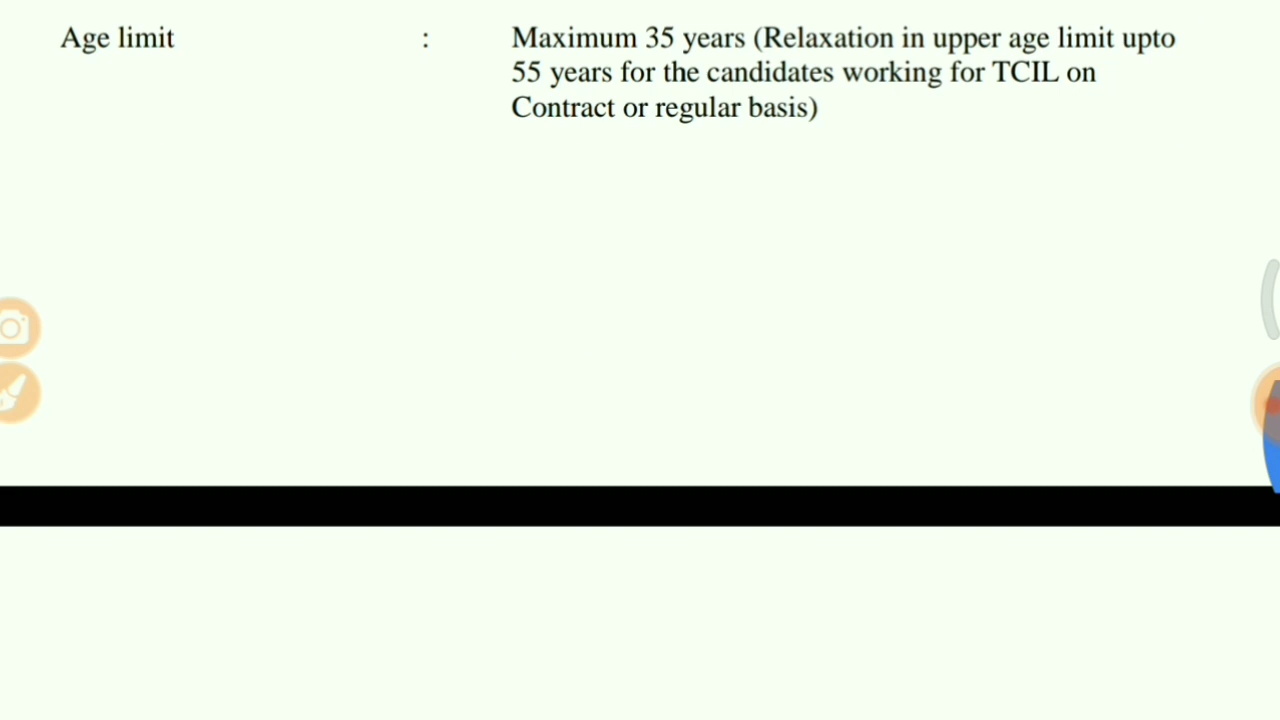 Age limit : Maximum 35 years (Relaxation in upper age limit upto
55 years for the candidates working for TCIL on
Contract or regular basis)